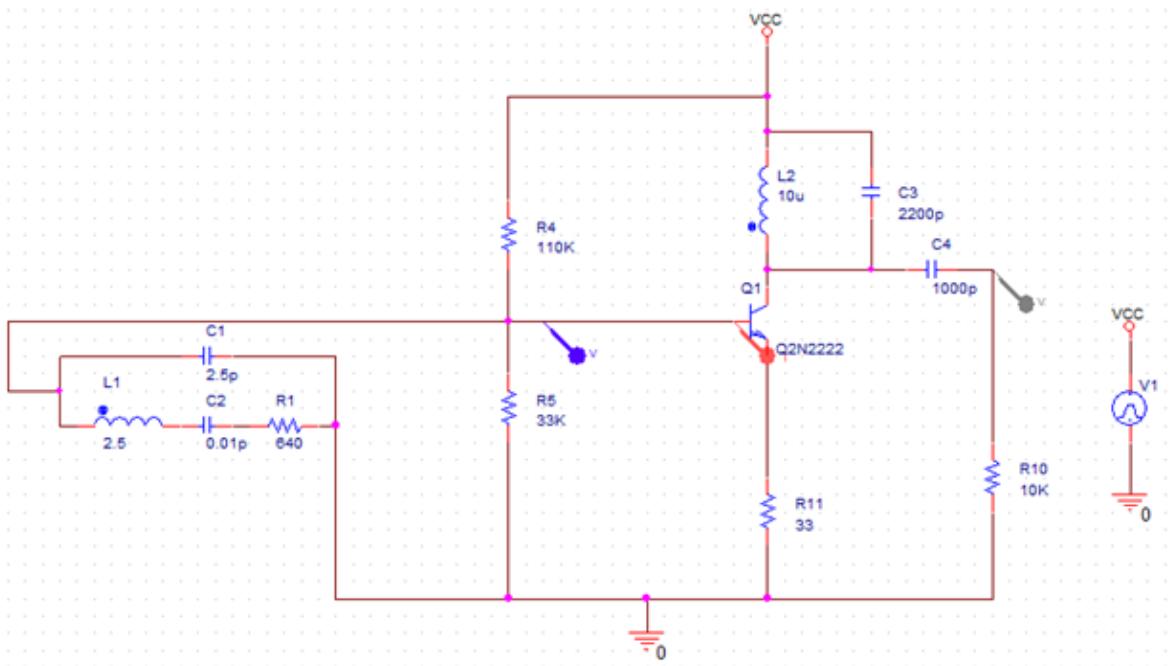 VCC
L2
10u
C3
2200p
R4
110K
C4
1000p
Q1
V
VCC
C1
2.5p
V
Q2N2222
I
V1
L1
2.5
C2
0.01p
R1
640
R5
33K
R10
10K
R11
33
0
0